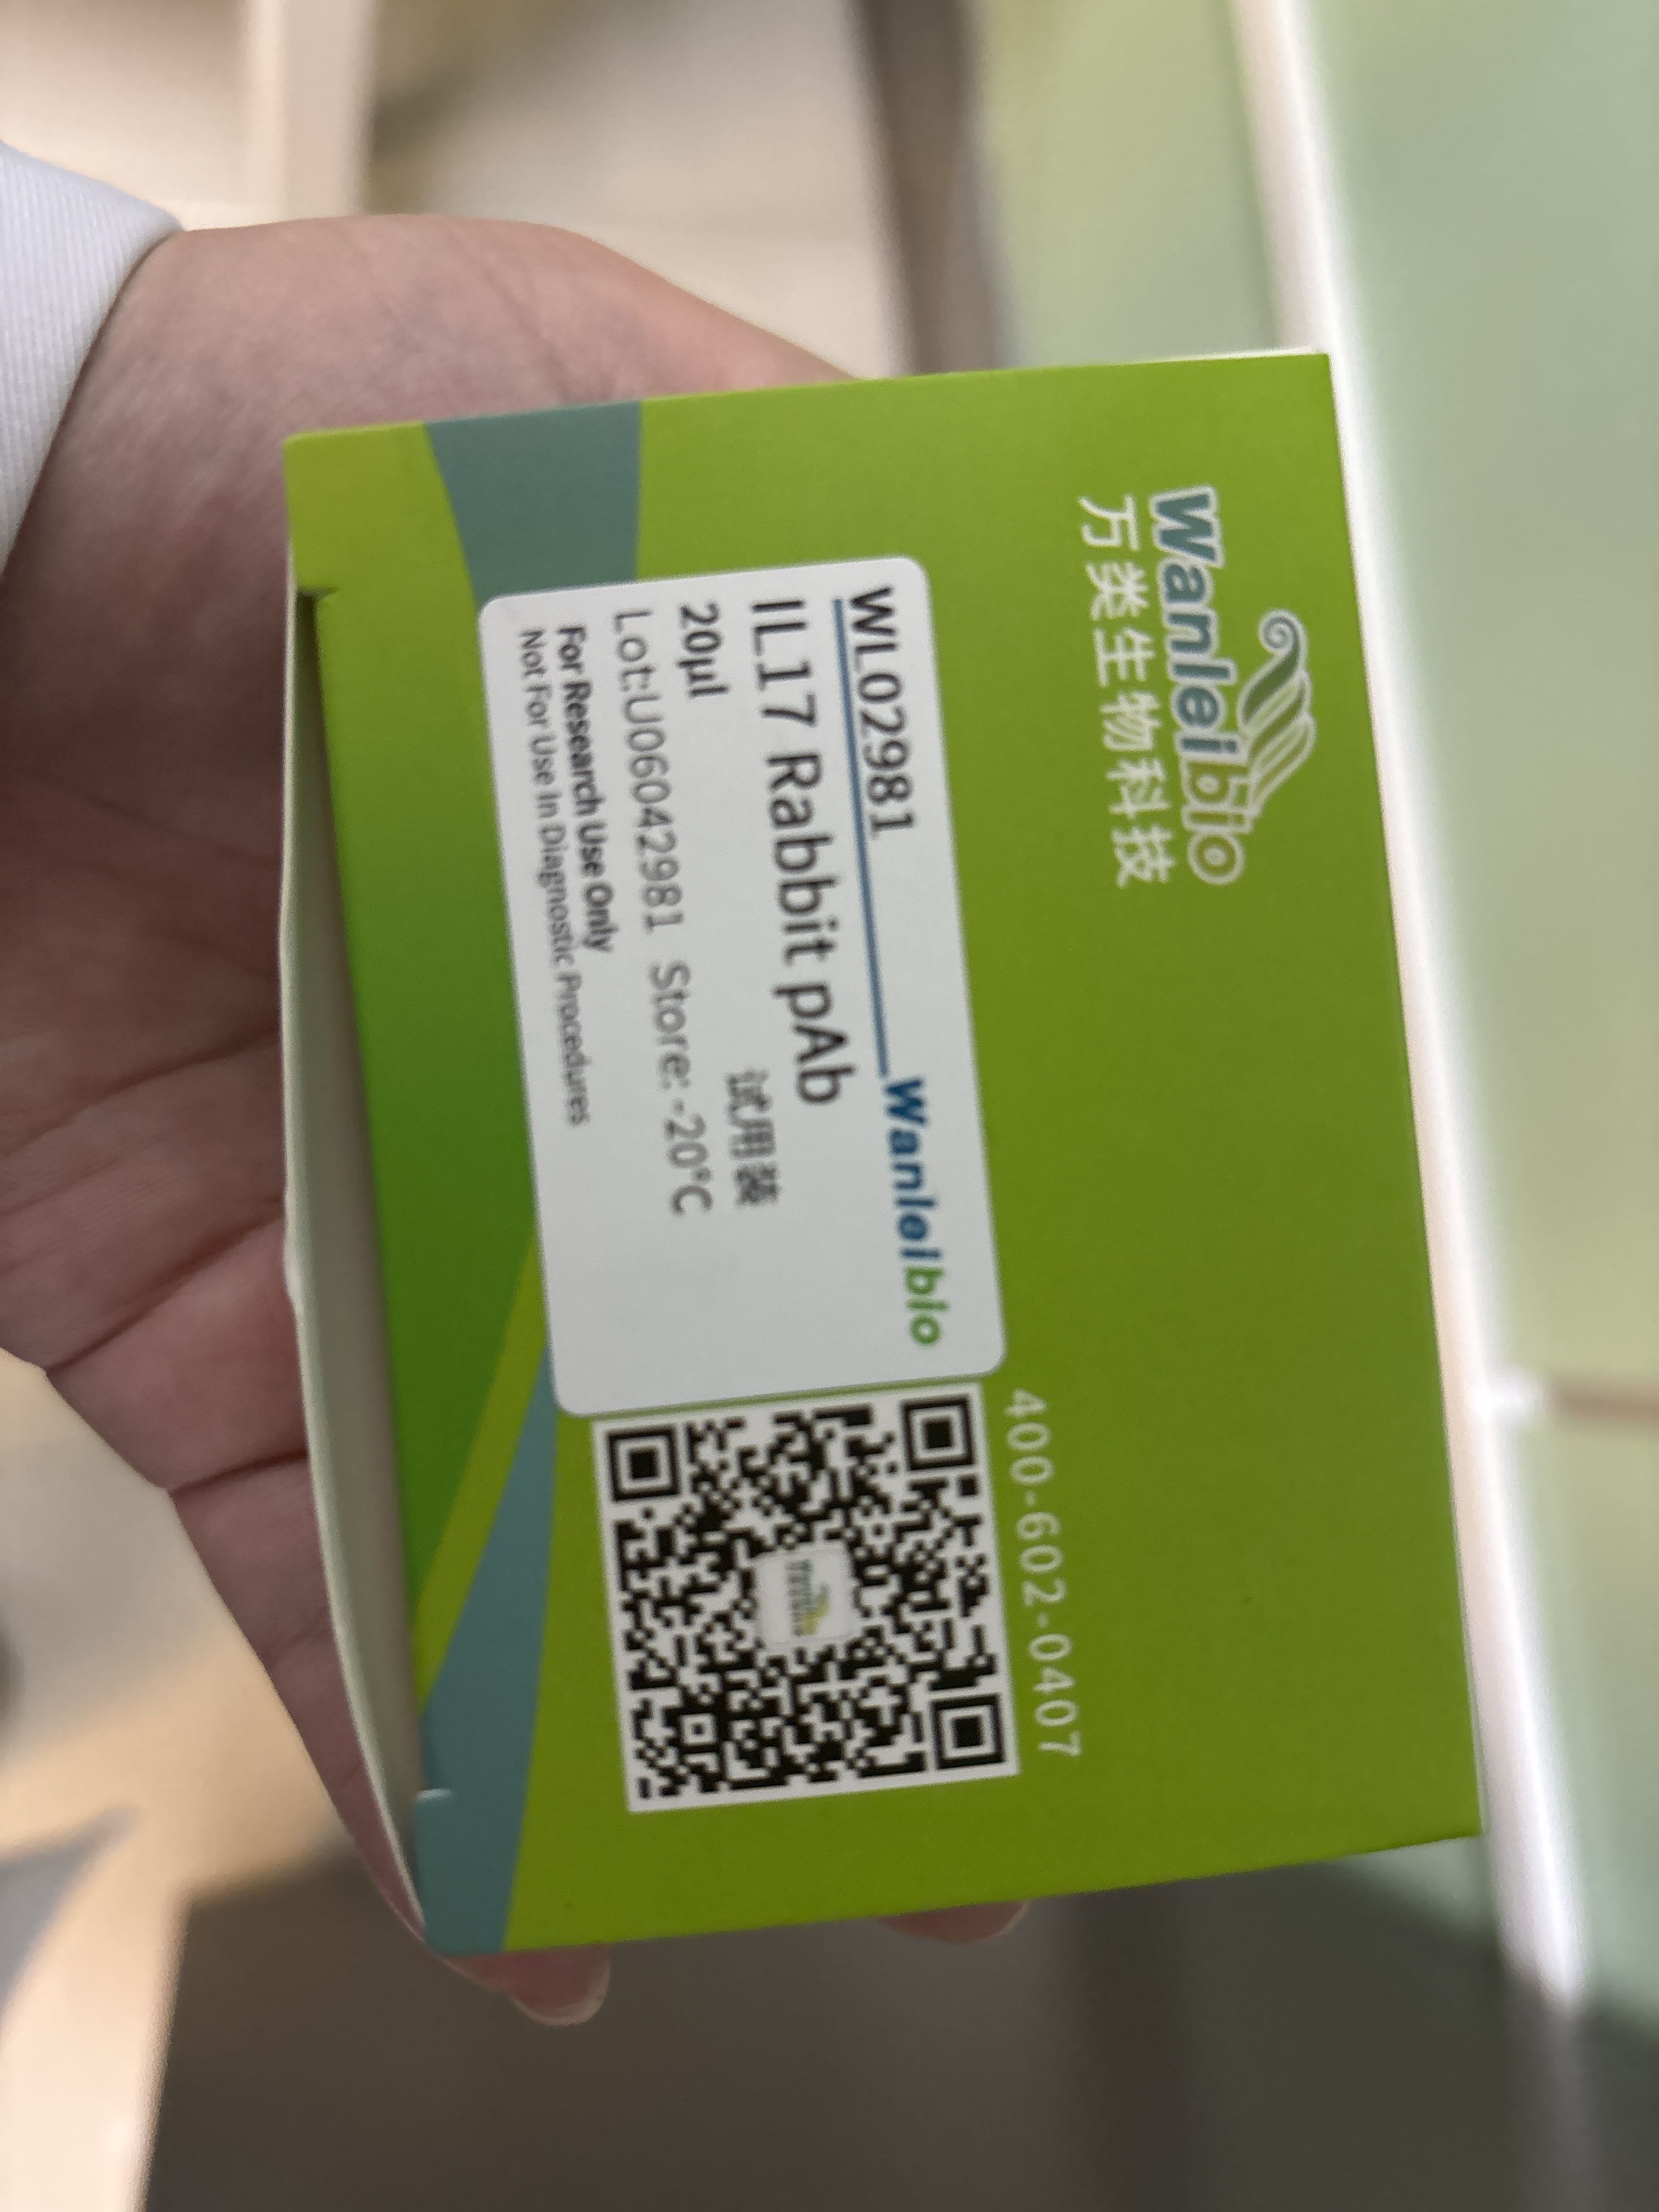 Wanleibio
万类生物科技
400-602-0407
WL02981 Wanleibio
IL17 Rabbit pAb
20μl 试用装
Lot:U06042981 Store: -20°C
For Research Use Only
Not For Use In Diagnostic Procedures